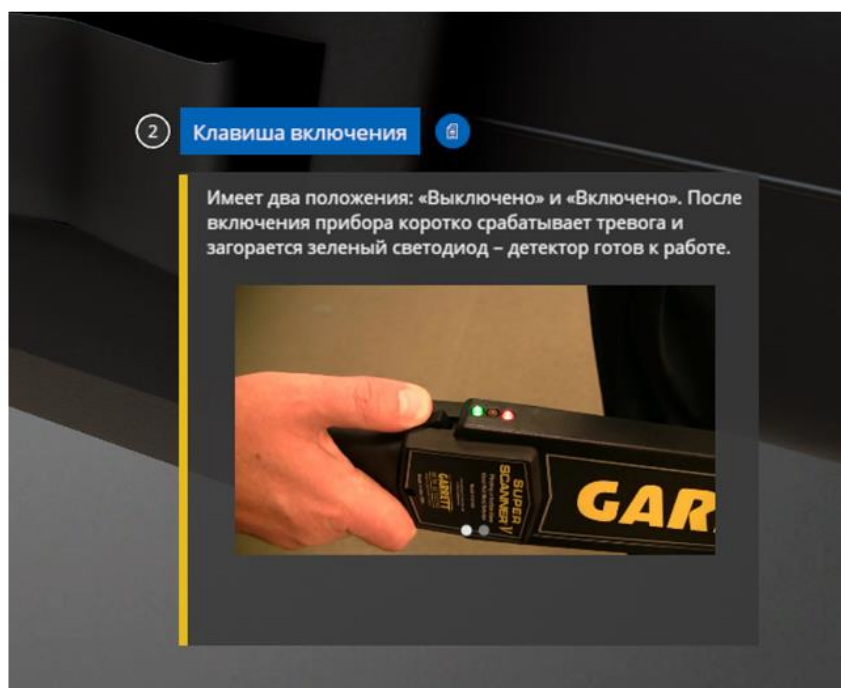 2
Клавиша включения
Имеет два положения: «Выключено» и «Включено». После
включения прибора коротко срабатывает тревога и
загорается зеленый светодиод – детектор готов к работе.
SUPER
SCANNER V
GARRETT
GAR